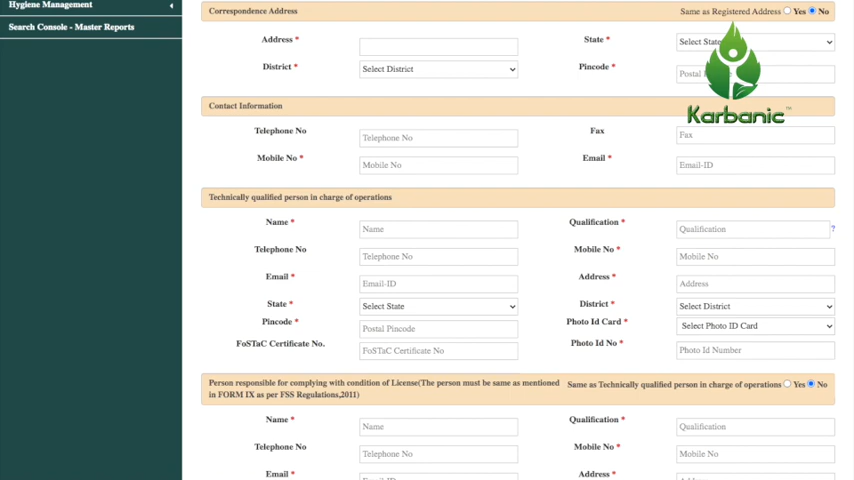 Hygiene Management
Search Console - Master Reports
Correspondence Address Same as Registered Address Yes No
Address * State * Select State
District * Select District Pincode * Postal
Karbanic ™
Contact Information
Telephone No Telephone No Fax Fax
Mobile No * Mobile No Email * Email-ID
Technically qualified person in charge of operations
Name * Name Qualification * Qualification ?
Telephone No Telephone No Mobile No * Mobile No
Email * Email-ID Address * Address
State * Select State District * Select District
Pincode * Postal Pincode Photo Id Card * Select Photo ID Card
FoSTaC Certificate No. FoSTaC Certificate No Photo Id No * Photo Id Number
Person responsible for complying with condition of License(The person must be same as mentioned
in FORM IX as per FSS Regulations,2011)
Same as Technically qualified person in charge of operations Yes No
Name * Name Qualification * Qualification
Telephone No Telephone No Mobile No * Mobile No
Email * Email-ID Address * Address